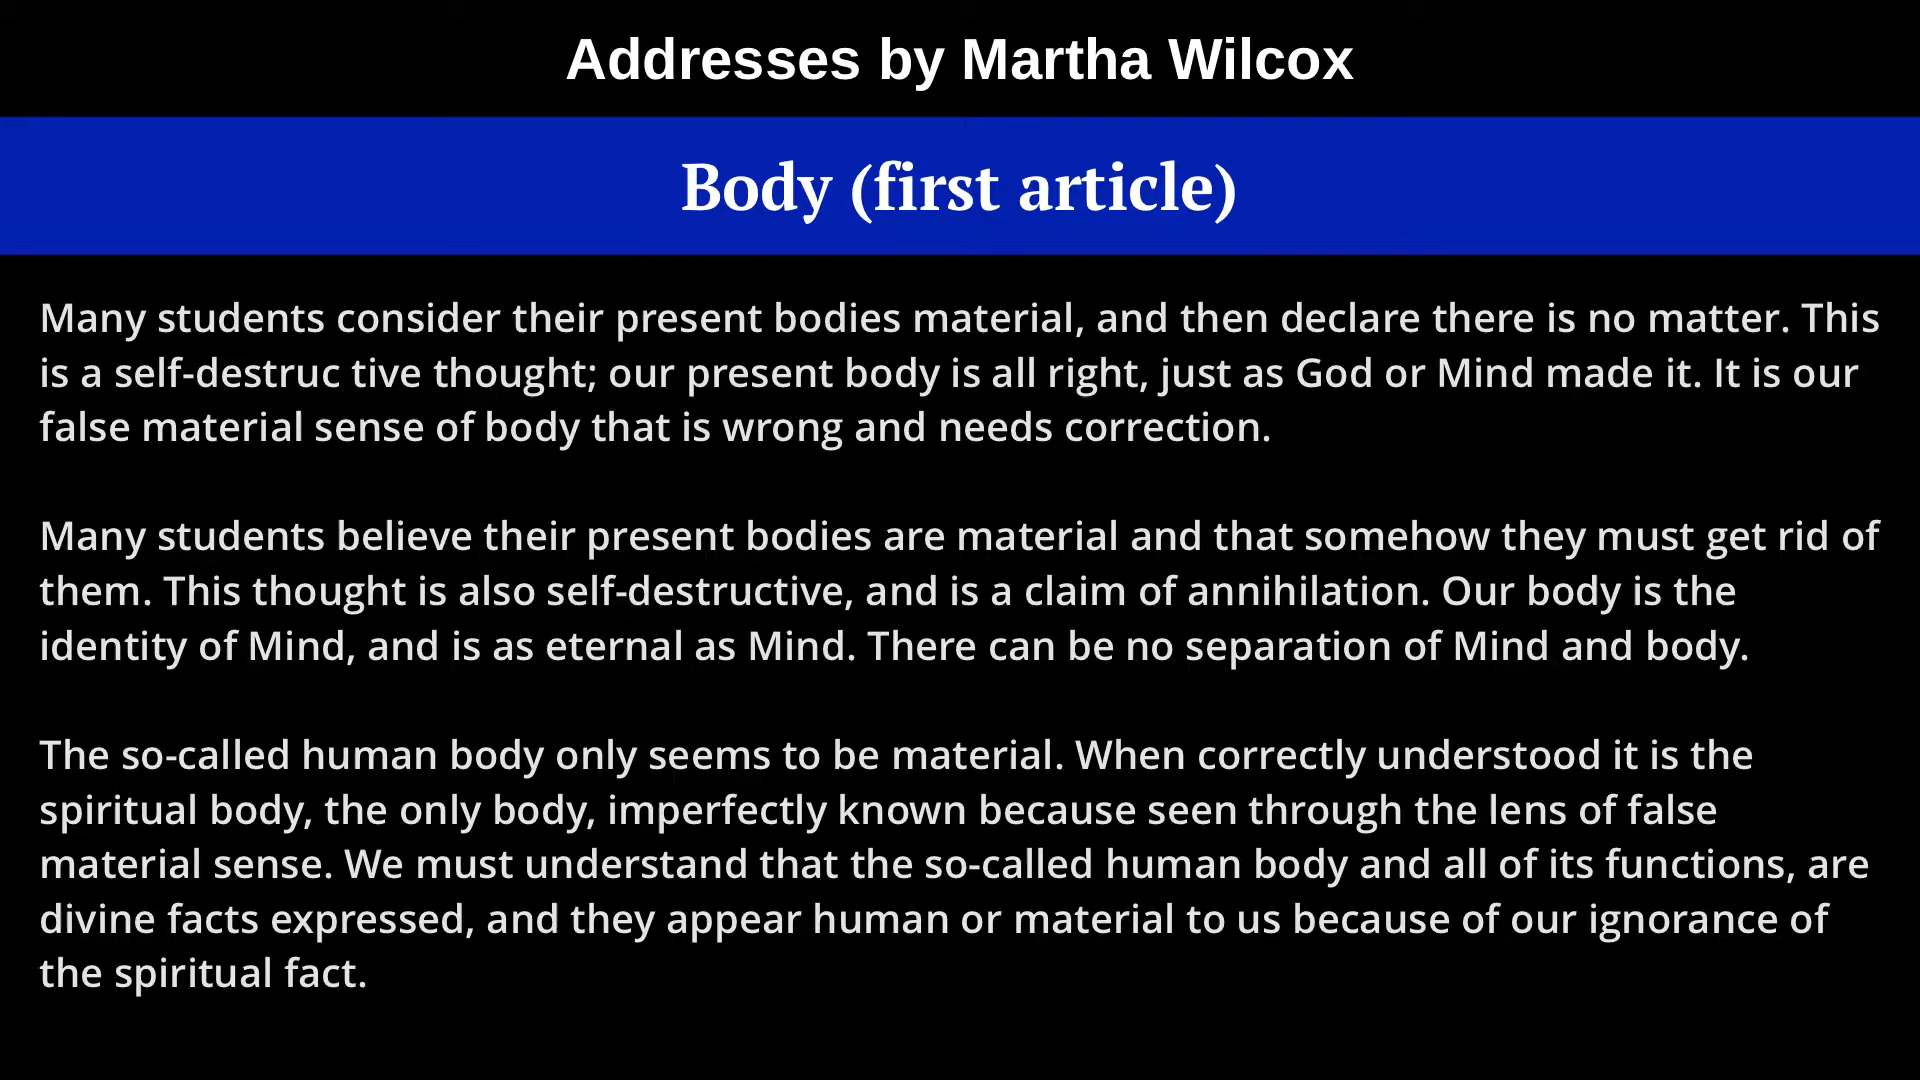 Addresses by Martha Wilcox
Body (first article)
Many students consider their present bodies material, and then declare there is no matter. This
is a self-destruc tive thought; our present body is all right, just as God or Mind made it. It is our
false material sense of body that is wrong and needs correction.
Many students believe their present bodies are material and that somehow they must get rid of
them. This thought is also self-destructive, and is a claim of annihilation. Our body is the
identity of Mind, and is as eternal as Mind. There can be no separation of Mind and body.
The so-called human body only seems to be material. When correctly understood it is the
spiritual body, the only body, imperfectly known because seen through the lens of false
material sense. We must understand that the so-called human body and all of its functions, are
divine facts expressed, and they appear human or material to us because of our ignorance of
the spiritual fact.